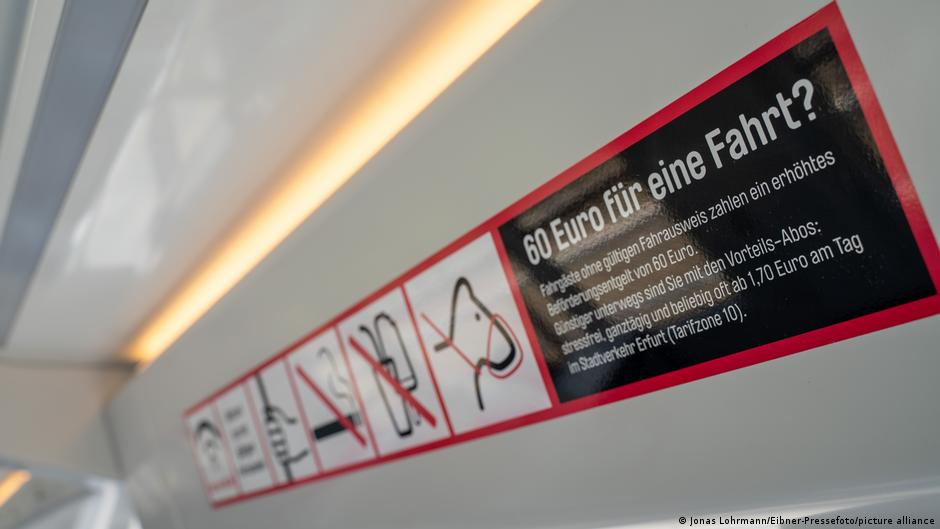 60 Euro für eine Fahrt?
Fahrgäste ohne gültigen Fahrausweis zahlen ein erhöhtes
Beförderungsentgelt von 60 Euro.
Günstiger unterwegs sind Sie mit den Vorteils-Abos:
stressfrei, ganztägig und beliebig oft ab 1,70 Euro am Tag
im Stadtverkehr Erfurt (Tarifzone 10).
© Jonas Lohrmann/Eibner-Pressefoto/picture alliance